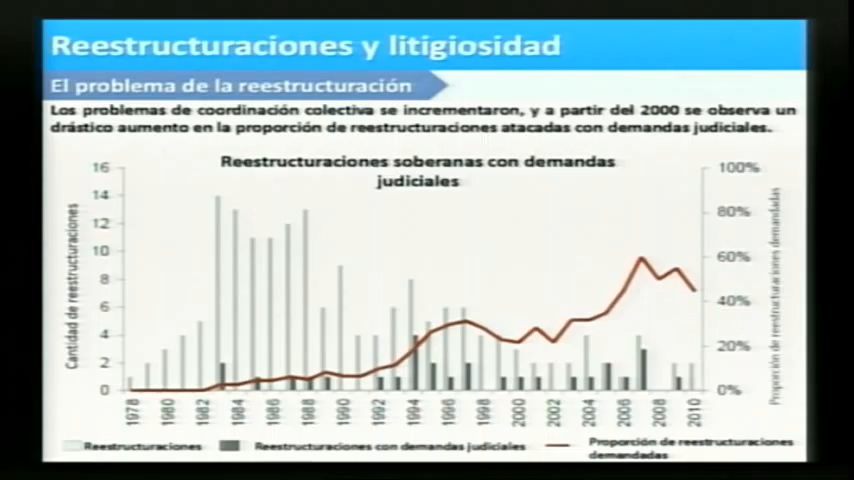 Reestructuraciones y litigiosidad
El problema de la reestructuración
Los problemas de coordinación colectiva se incrementaron, y a partir del 2000 se observa un
drástico aumento en la proporción de reestructuraciones atacadas con demandas judiciales.
Reestructuraciones soberanas con demandas
judiciales
Cantidad de reestructuraciones
16
14
12
10
8
6
4
2
0
100%
80%
60%
40%
20%
0%
Proporción de reestructuraciones demandadas
1978 1980 1982 1984 1986 1988 1990 1992 1994 1996 1998 2000 2002 2004 2006 2008 2010
Reestructuraciones
Reestructuraciones con demandas judiciales
Proporción de reestructuraciones
demandadas